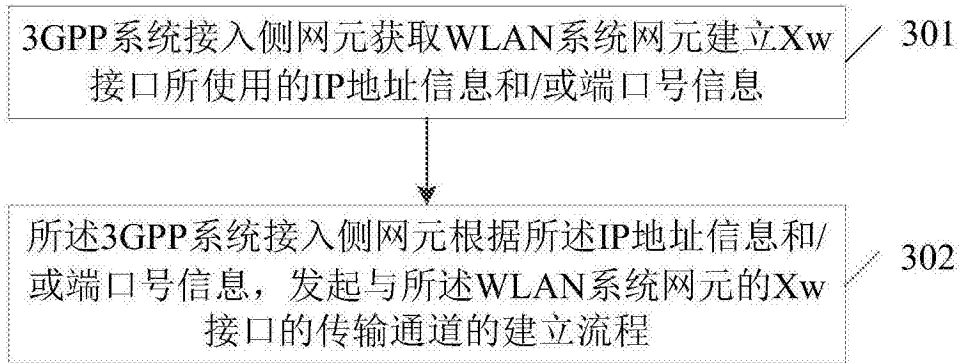 3GPP系统接入侧网元获取WLAN系统网元建立Xw
接口所使用的IP地址信息和/或端口号信息
301
所述3GPP系统接入侧网元根据所述IP地址信息和/
或端口号信息，发起与所述WLAN系统网元的Xw
接口的传输通道的建立流程
302